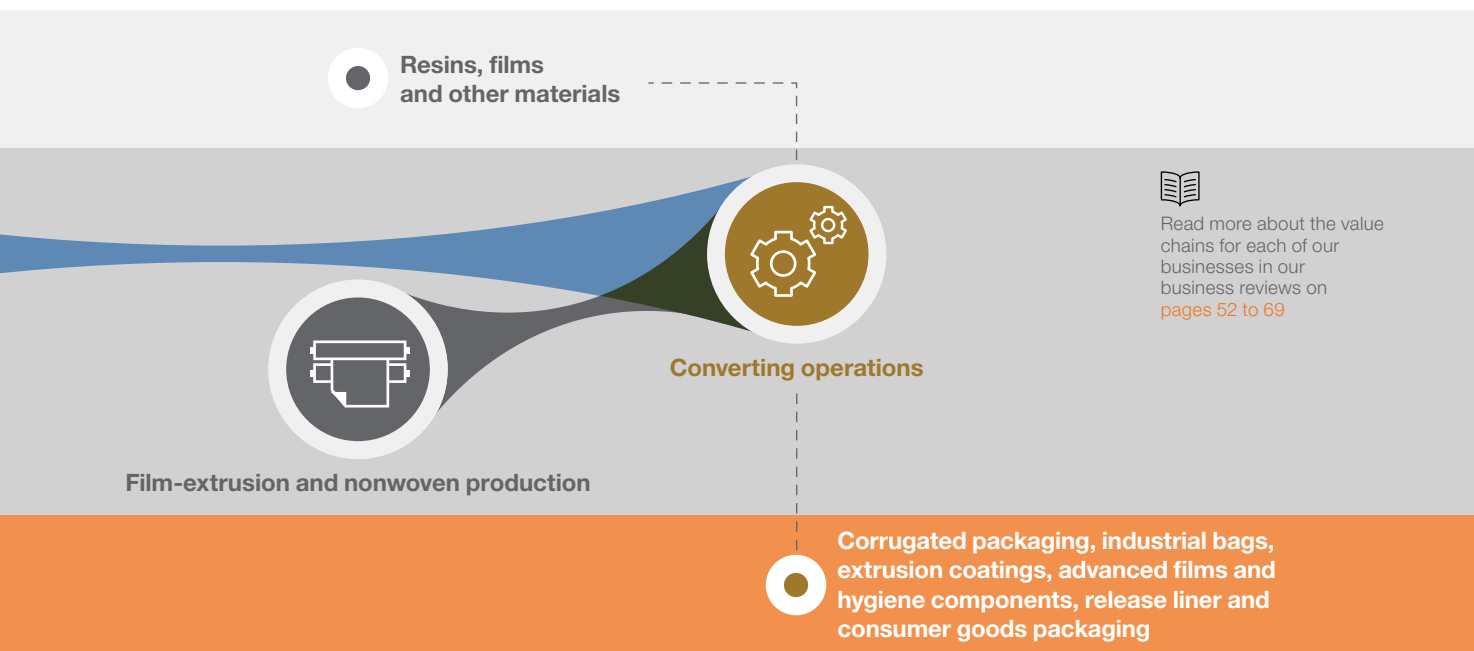 Resins, films
and other materials
Read more about the value
chains for each of our
businesses in our
business reviews on
pages 52 to 69
Converting operations
Film-extrusion and nonwoven production
Corrugated packaging, industrial bags,
extrusion coatings, advanced films and
hygiene components, release liner and
consumer goods packaging